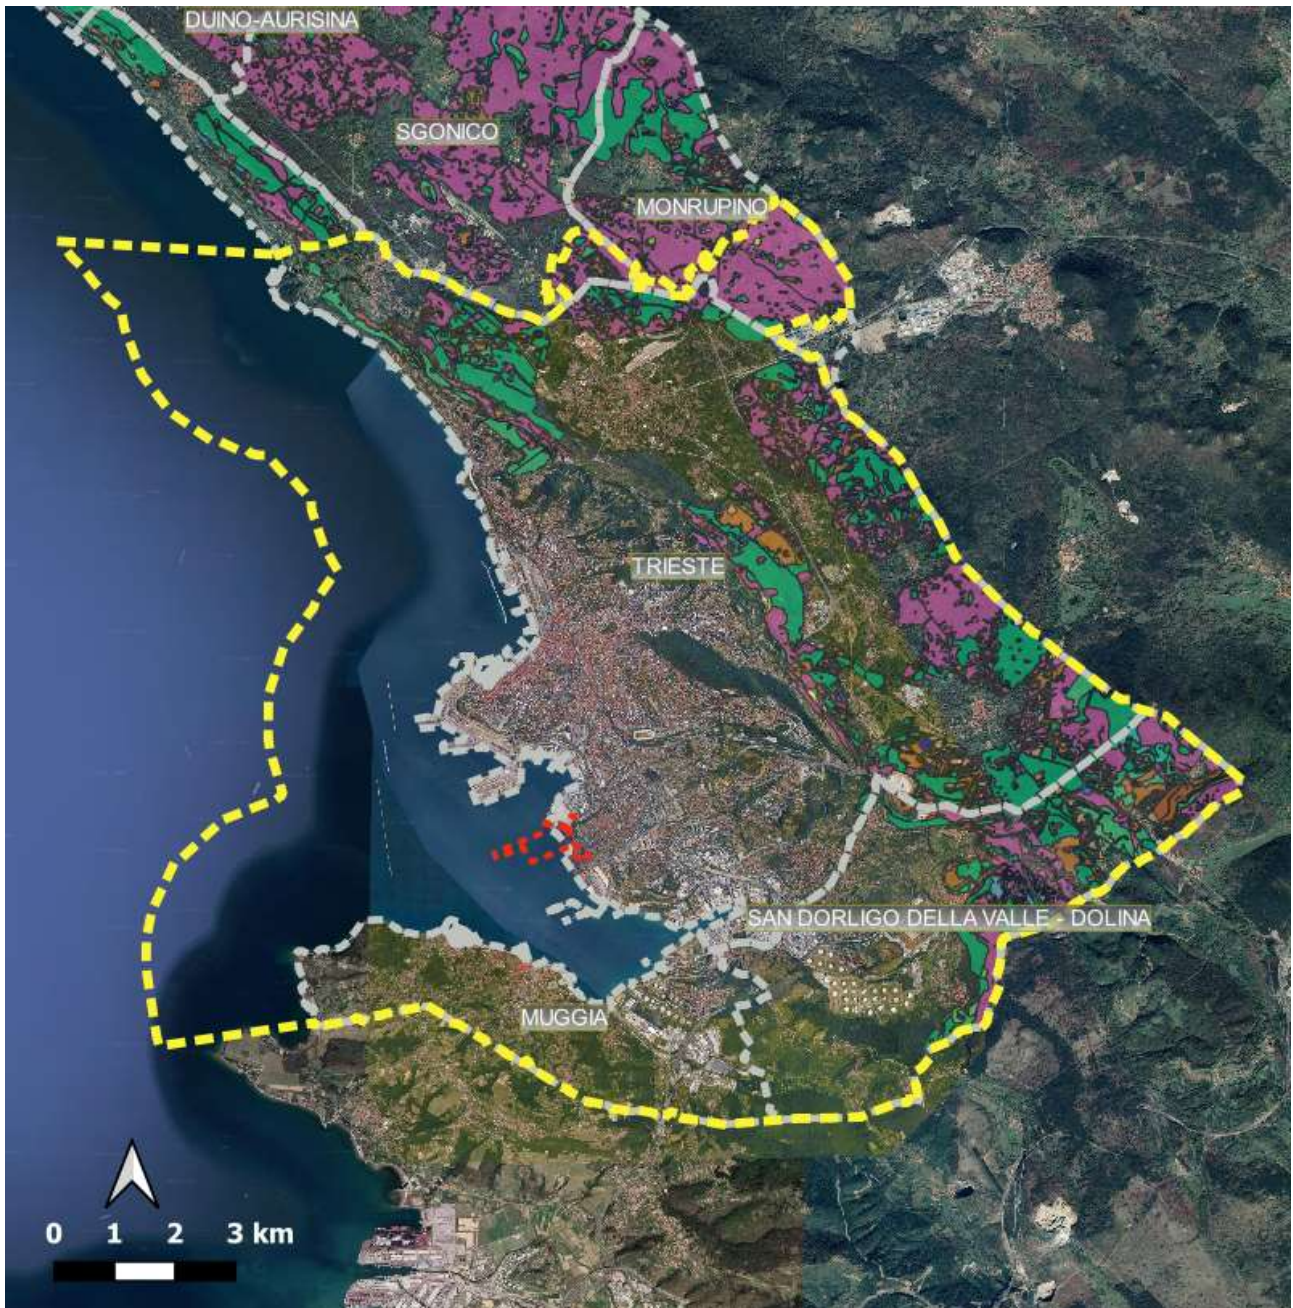 DUINO-AURISINA
SGONICO
MONRUPINO
TRIESTE
SAN DORLIGO DELLA VALLE - DOLINA
MUGGIA
0 1 2 3 km